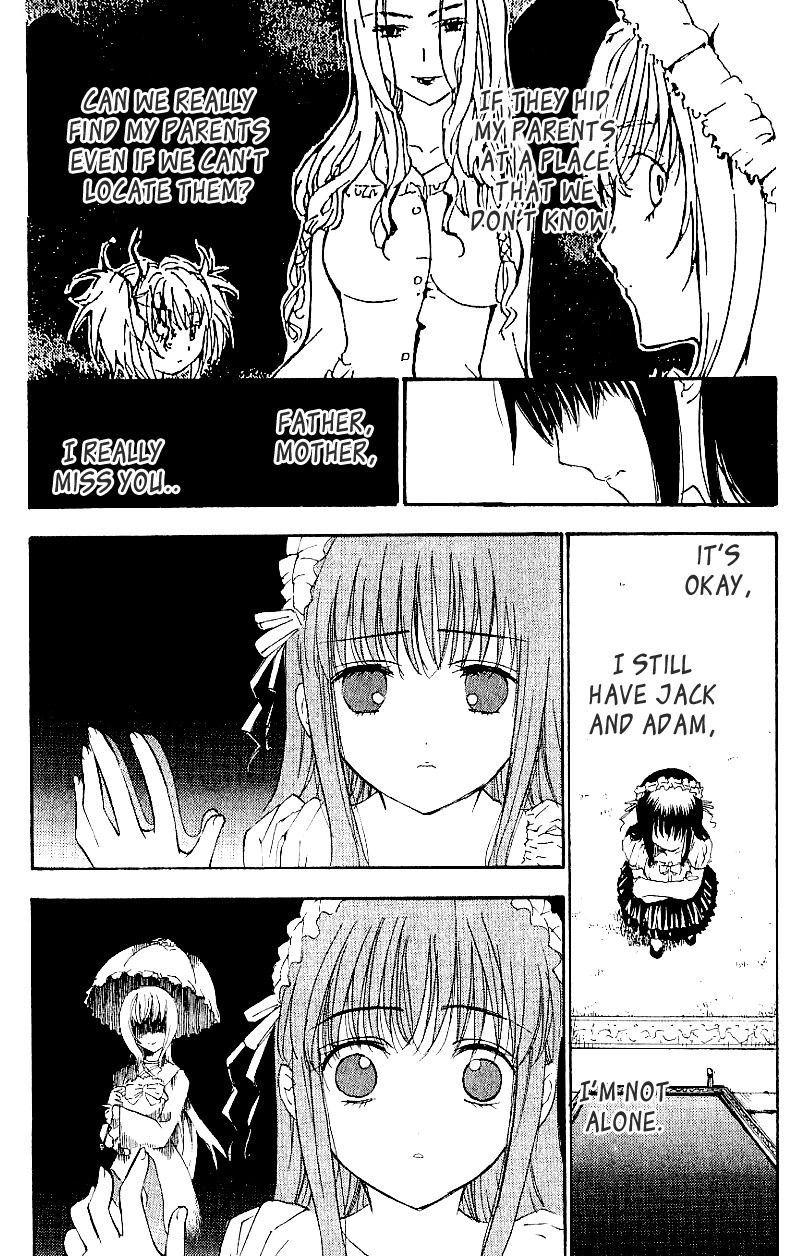 IF THEY HID
MY PARENTS
AT A PLACE
THAT WE
DON'T KNOW,
CAN WE REALLY
FIND MY PARENTS
EVEN IF WE CAN'T
LOCATE THEM?
FATHER,
MOTHER,
I REALLY
MISS YOU..
IT'S
OKAY,
I STILL
HAVE JACK
AND ADAM,
I'M NOT
ALONE.